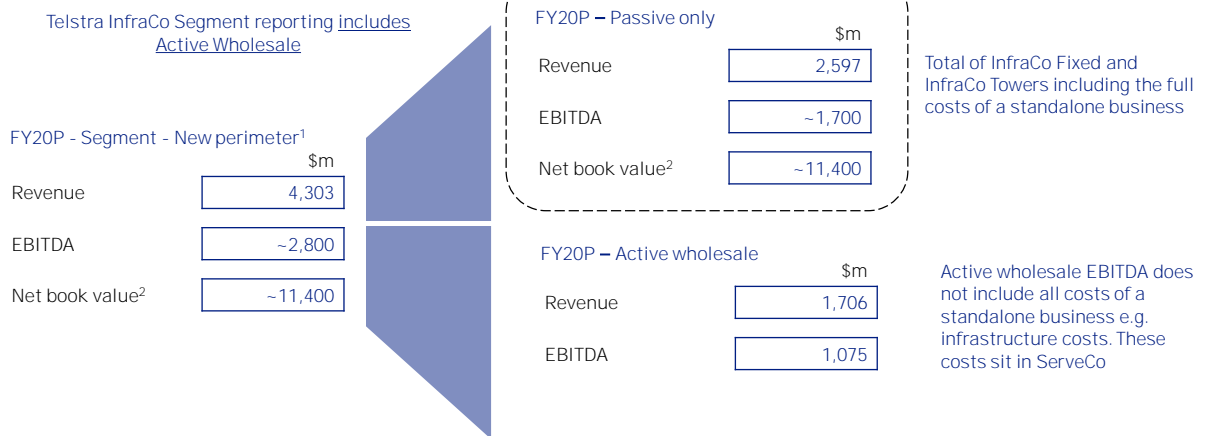 Telstra InfraCo Segment reporting includes
Active Wholesale
FY20P - Segment - New perimeter¹
$m
Revenue 4,303
EBITDA ~2,800
Net book value² ~11,400
FY20P – Passive only
$m
Revenue 2,597
EBITDA ~1,700
Net book value² ~11,400
Total of InfraCo Fixed and
InfraCo Towers including the full
costs of a standalone business
FY20P – Active wholesale
$m
Revenue 1,706
EBITDA 1,075
Active wholesale EBITDA does
not include all costs of a
standalone business e.g.
infrastructure costs. These
costs sit in ServeCo